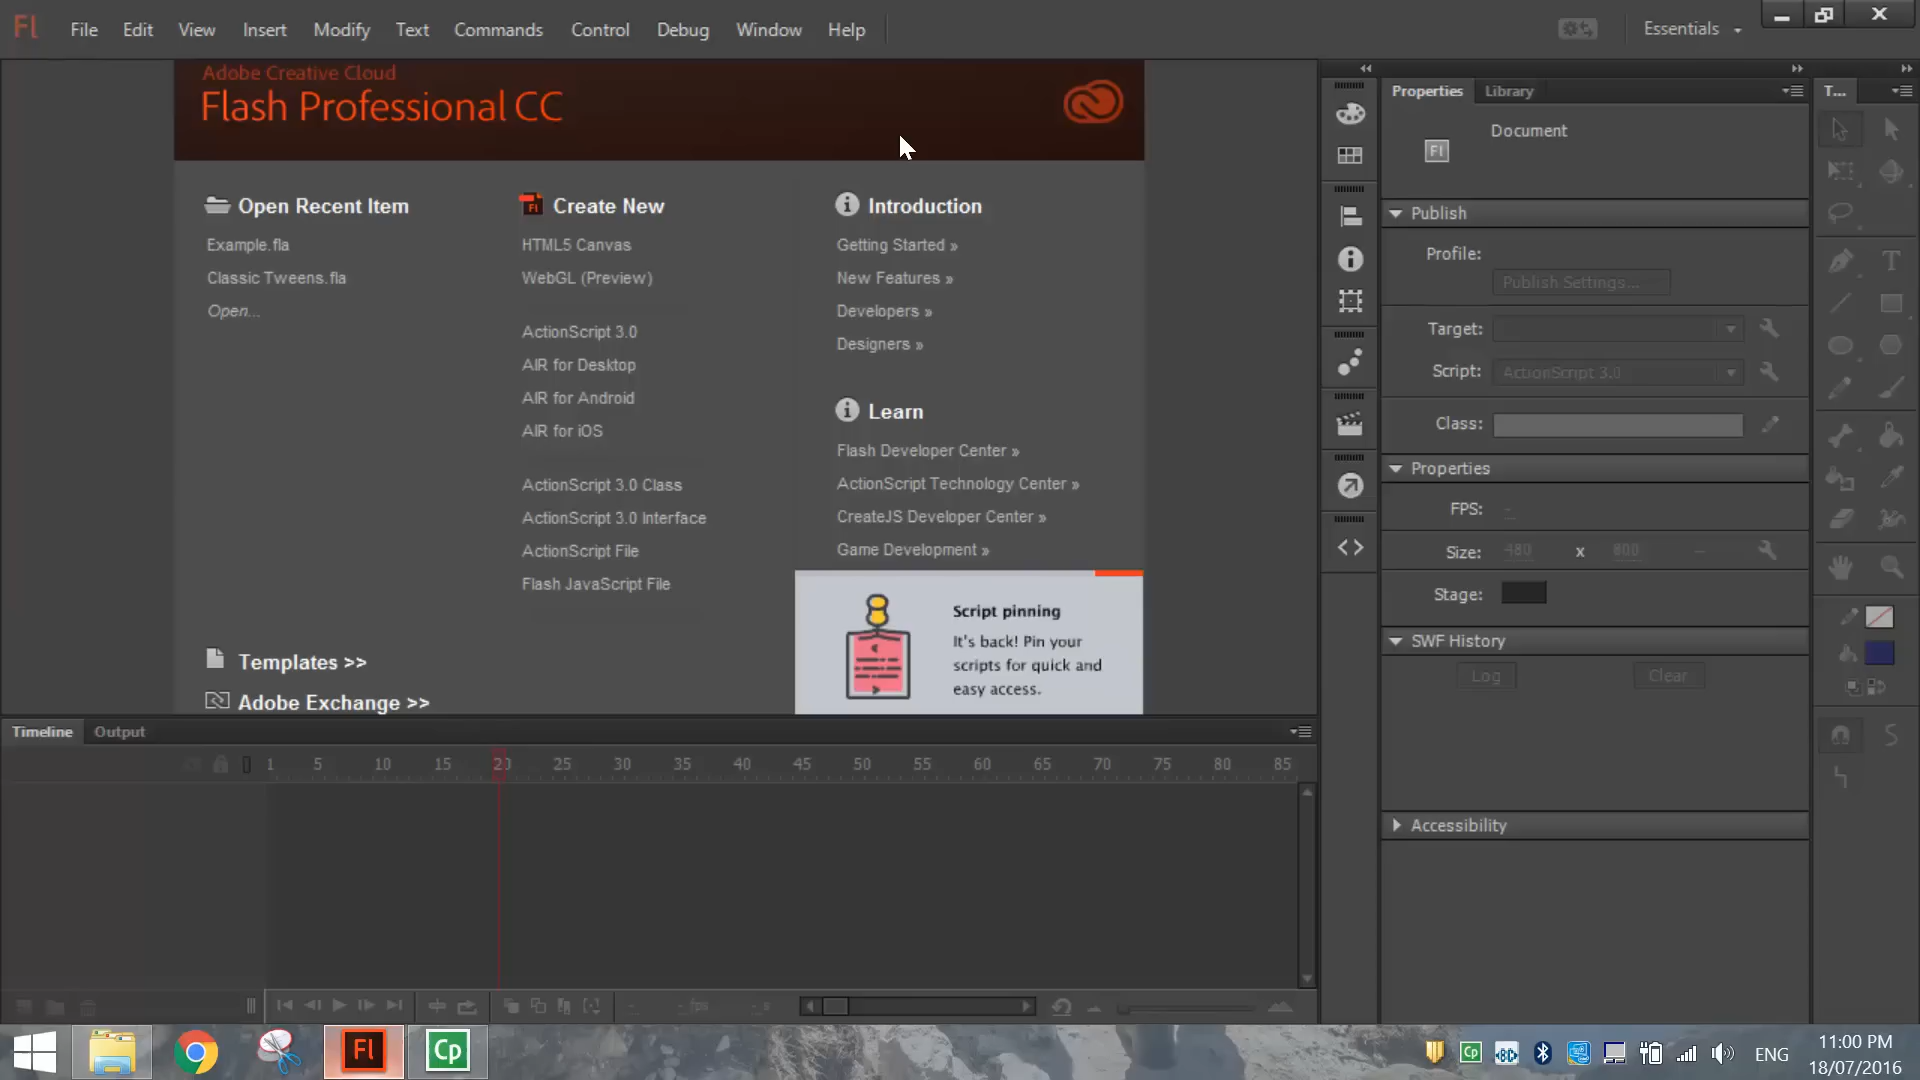 Fl File Edit View Insert Modify Text Commands Control Debug Window Help Essentials
Adobe Creative Cloud
Flash Professional CC
Open Recent Item
Example.fla
Classic Tweens.fla
Open...
Templates >>
Adobe Exchange >>
Create New
HTML5 Canvas
WebGL (Preview)
ActionScript 3.0
AIR for Desktop
AIR for Android
AIR for iOS
ActionScript 3.0 Class
ActionScript 3.0 Interface
ActionScript File
Flash JavaScript File
Introduction
Getting Started »
New Features »
Developers »
Designers »
Learn
Flash Developer Center »
ActionScript Technology Center »
CreateJS Developer Center »
Game Development »
Script pinning
It's back! Pin your
scripts for quick and
easy access.
Properties Library
Fl Document
Publish
Profile:
Publish Settings...
Target:
Script: ActionScript 3.0
Class:
Properties
FPS: -
Size: 480 x 800
Stage:
SWF History
Log Clear
Accessibility
T...
Timeline Output
1 5 10 15 20 25 30 35 40 45 50 55 60 65 70 75 80 85
- - fps - s
Fl Cp Cp ENG
11:00 PM
18/07/2016